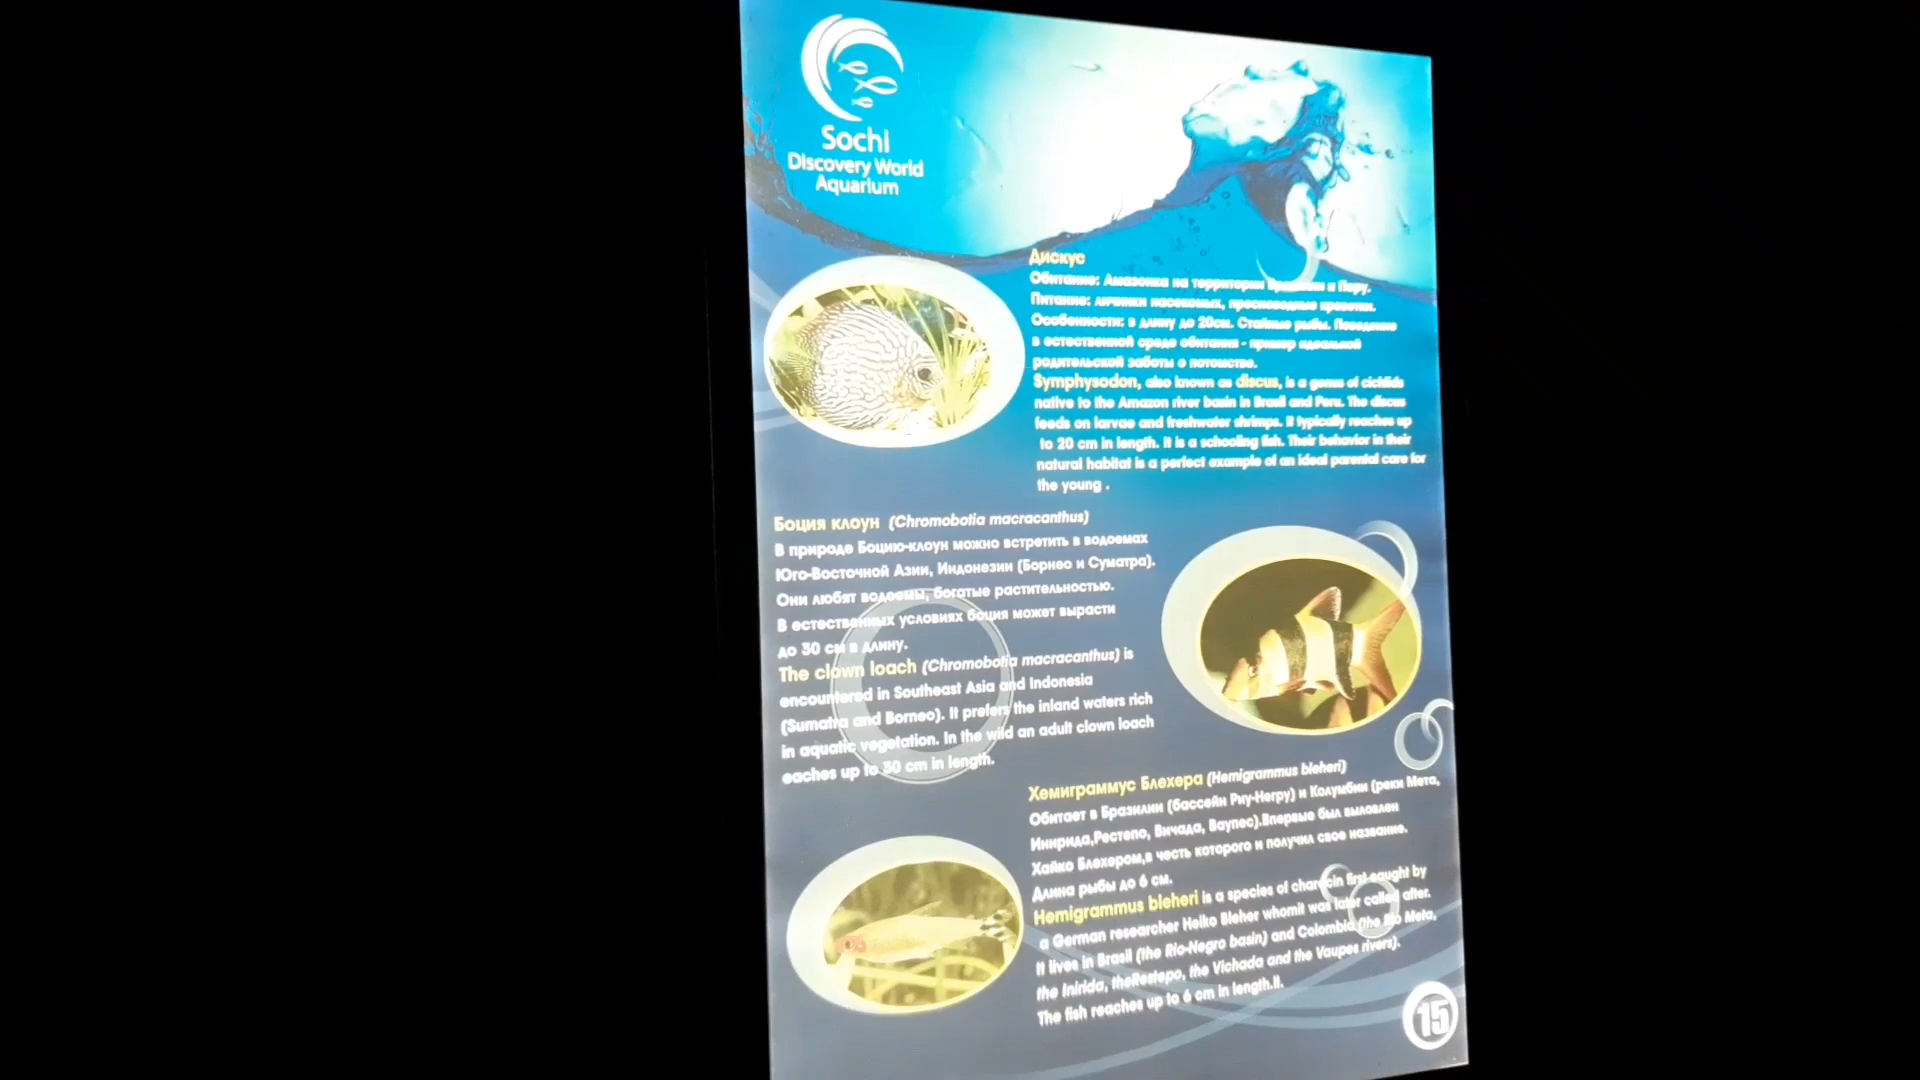 Sochi
Discovery World
Aquarium
Дискус
Обитание: Амазонка на территории Бразилии и Перу.
Питание: личинки насекомых, пресноводные креветки.
Особенности: в длину до 20см. Стайные рыбы. Поведение
в естественной среде обитания - пример идеальной
родительской заботы о потомстве.
Symphysodon, also known as discus, is a genus of cichlids
native to the Amazon river basin in Brasil and Peru. The discus
feeds on larvae and freshwater shrimps. It typically reaches up
to 20 cm in length. It is a schooling fish. Their behavior in their
natural habitat is a perfect example of an ideal parental care for
the young .
Боция клоун (Chromobotia macracanthus)
В природе Боцию-клоун можно встретить в водоемах
Юго-Восточной Азии, Индонезии (Борнео и Суматра).
Они любят водоемы, богатые растительностью.
В естественных условиях боция может вырасти
до 30 см в длину.
The clown loach (Chromobotia macracanthus) is
encountered in Southeast Asia and Indonesia
(Sumatra and Borneo). It prefers the inland waters rich
in aquatic vegetation. In the wild an adult clown loach
eaches up to 30 cm in length.
Хемиграммус Блехера (Hemigrammus bleheri)
Обитает в Бразилии (бассейн Риу-Негру) и Колумбии (реки Мета,
Инирида,Рестепо, Вичада, Ваупес).Впервые был выловлен
Хайко Блехером,в честь которого и получил свое название.
Длина рыбы до 6 см.
Hemigrammus bleheri is a species of characin first caught by
a German researcher Heiko Bleher whomit was later called after.
It lives in Brasil (the Rio-Negro basin) and Colombia (the Rio Meta,
the Inirida, theRestepo, the Vichada and the Vaupes rivers).
The fish reaches up to 6 cm in length.II.
15